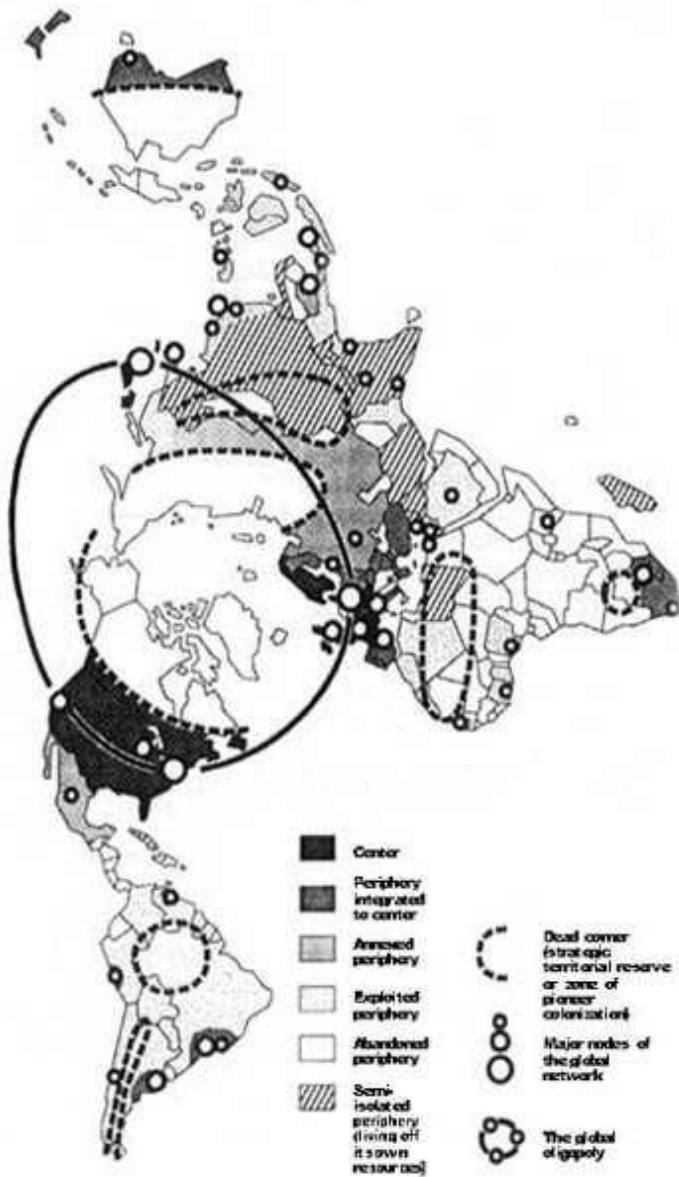 Center
Periphery
integrated
to center
Annexed
periphery
Exploited
periphery
Abandoned
periphery
Semi-
isolated
periphery
(living off
its own
resources)
Dead corner
(strategic
territorial reserve
or zone of
pioneer
colonization)
Major nodes of
the global
network
The global
oligopoly